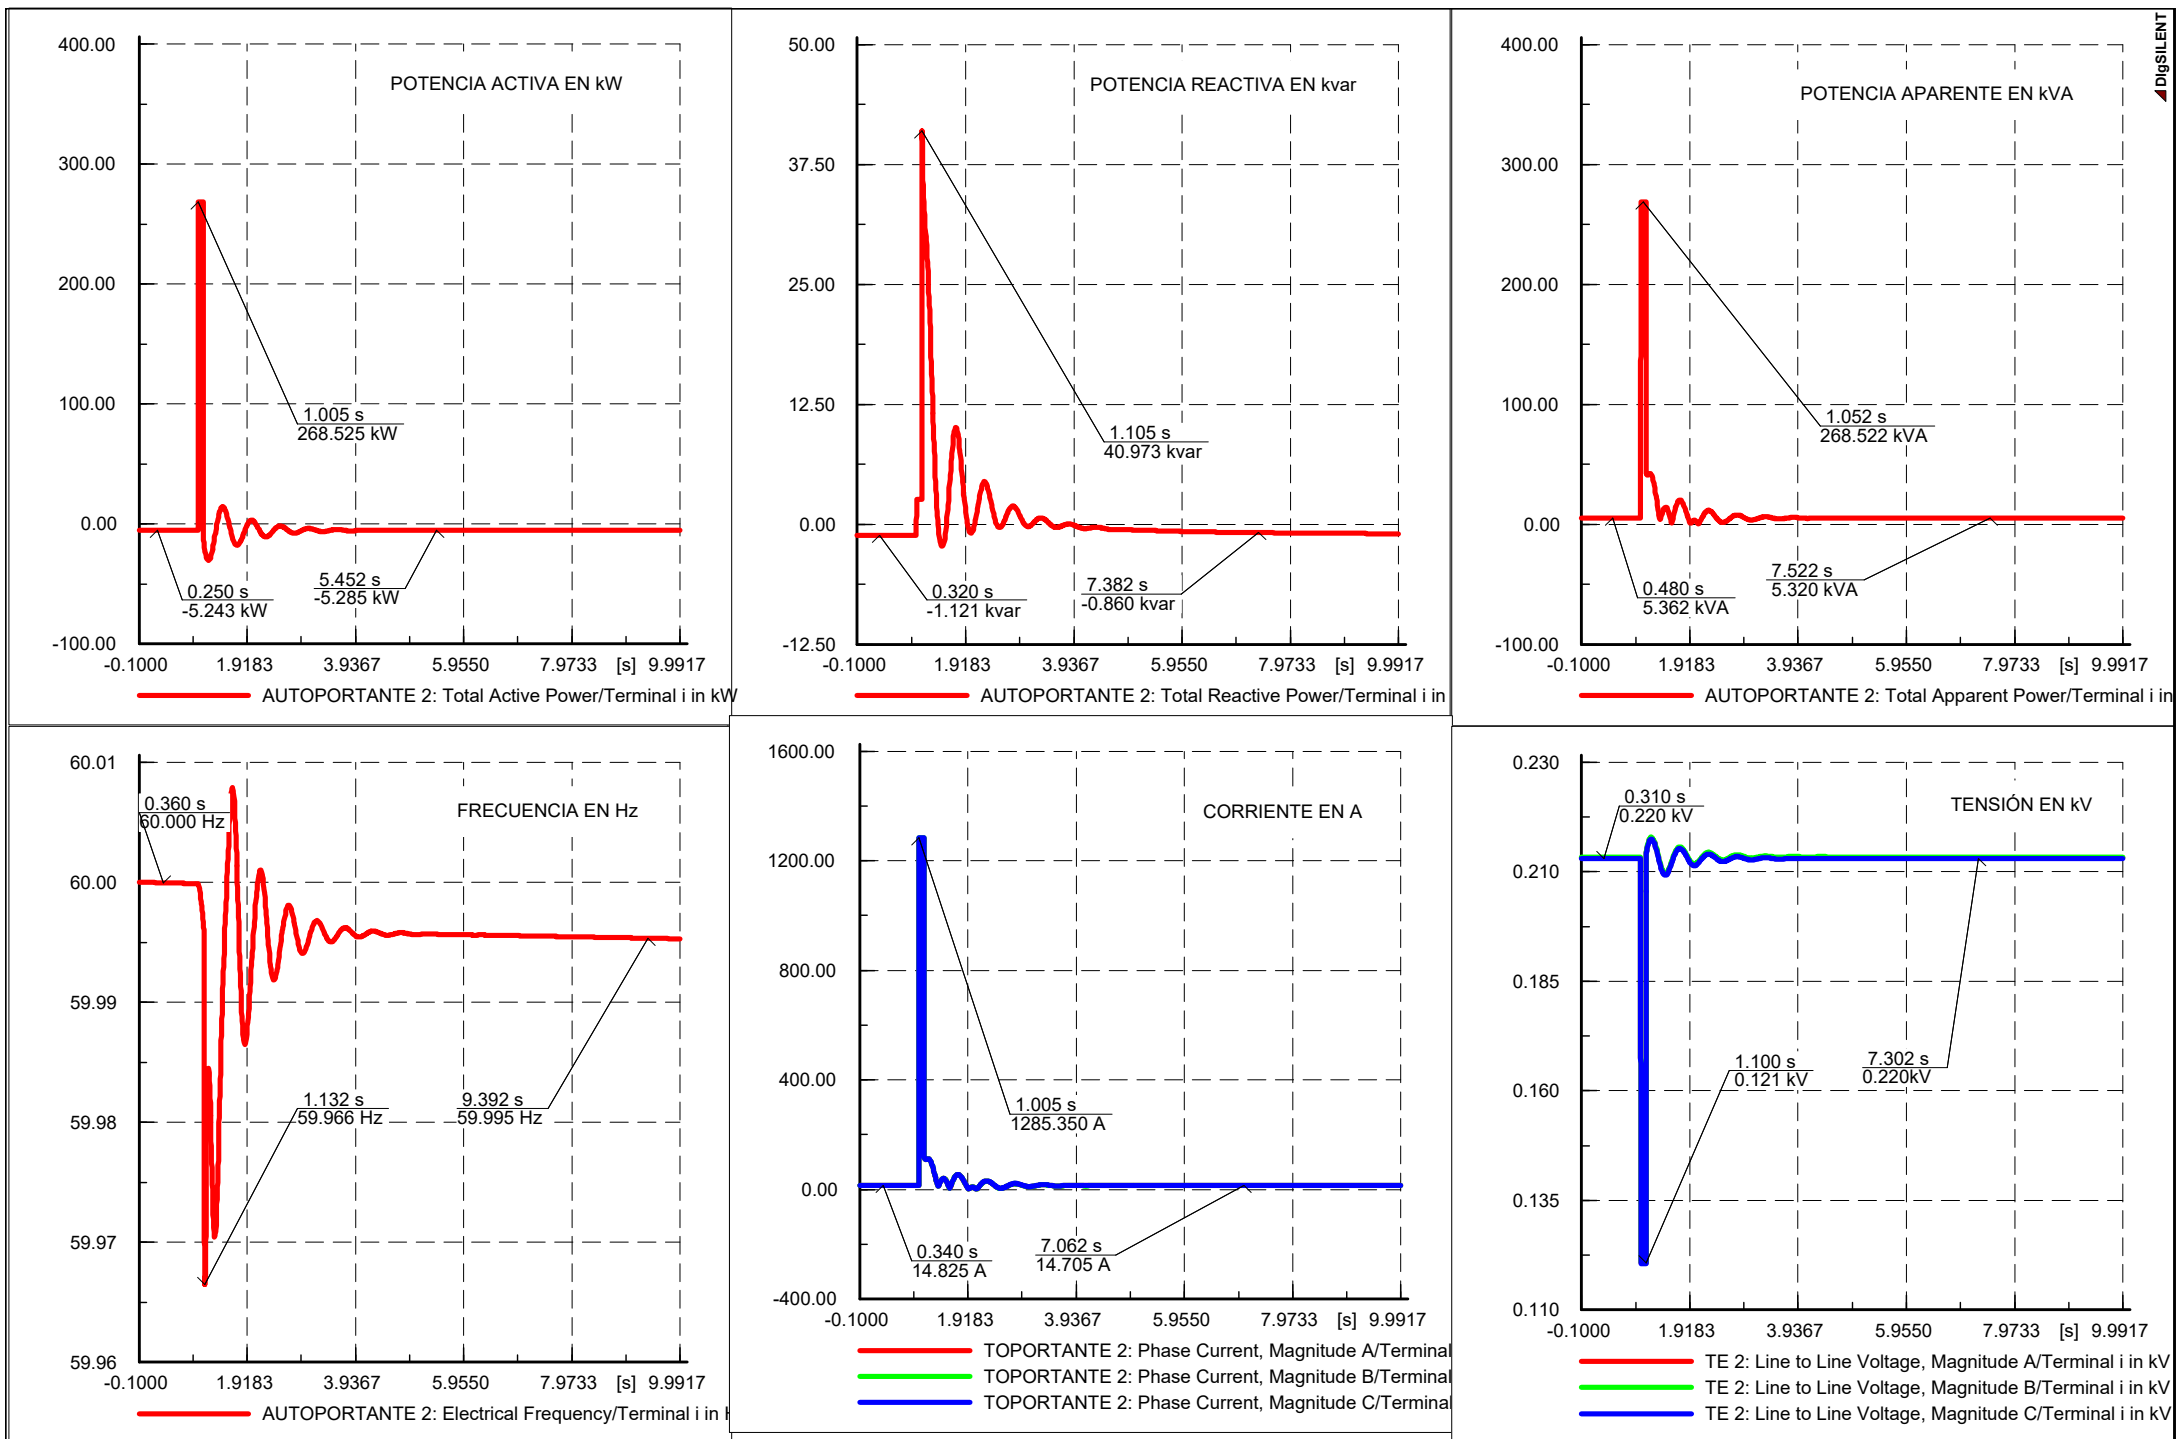 DIgSILENT
POTENCIA ACTIVA EN kW
400.00
300.00
200.00
100.00
0.00
-100.00
1.005 s
268.525 kW
0.250 s
-5.243 kW
5.452 s
-5.285 kW
-0.1000 1.9183 3.9367 5.9550 7.9733 [s] 9.9917
AUTOPORTANTE 2: Total Active Power/Terminal i in kW
POTENCIA REACTIVA EN kvar
50.00
37.50
25.00
12.50
0.00
-12.50
1.105 s
40.973 kvar
0.320 s
-1.121 kvar
7.382 s
-0.860 kvar
-0.1000 1.9183 3.9367 5.9550 7.9733 [s] 9.9917
AUTOPORTANTE 2: Total Reactive Power/Terminal i in
POTENCIA APARENTE EN kVA
400.00
300.00
200.00
100.00
0.00
-100.00
1.052 s
268.522 kVA
0.480 s
5.362 kVA
7.522 s
5.320 kVA
-0.1000 1.9183 3.9367 5.9550 7.9733 [s] 9.9917
AUTOPORTANTE 2: Total Apparent Power/Terminal i in
FRECUENCIA EN Hz
60.01
60.00
59.99
59.98
59.97
59.96
0.360 s
60.000 Hz
1.132 s
59.966 Hz
9.392 s
59.995 Hz
-0.1000 1.9183 3.9367 5.9550 7.9733 [s] 9.9917
AUTOPORTANTE 2: Electrical Frequency/Terminal i in
CORRIENTE EN A
1600.00
1200.00
800.00
400.00
0.00
-400.00
1.005 s
1285.350 A
0.340 s
14.825 A
7.062 s
14.705 A
-0.1000 1.9183 3.9367 5.9550 7.9733 [s] 9.9917
TOPORTANTE 2: Phase Current, Magnitude A/Terminal
TOPORTANTE 2: Phase Current, Magnitude B/Terminal
TOPORTANTE 2: Phase Current, Magnitude C/Terminal
TENSIÓN EN kV
0.230
0.210
0.185
0.160
0.135
0.110
0.310 s
0.220 kV
1.100 s
0.121 kV
7.302 s
0.220kV
-0.1000 1.9183 3.9367 5.9550 7.9733 [s] 9.9917
TE 2: Line to Line Voltage, Magnitude A/Terminal i in kV
TE 2: Line to Line Voltage, Magnitude B/Terminal i in kV
TE 2: Line to Line Voltage, Magnitude C/Terminal i in kV